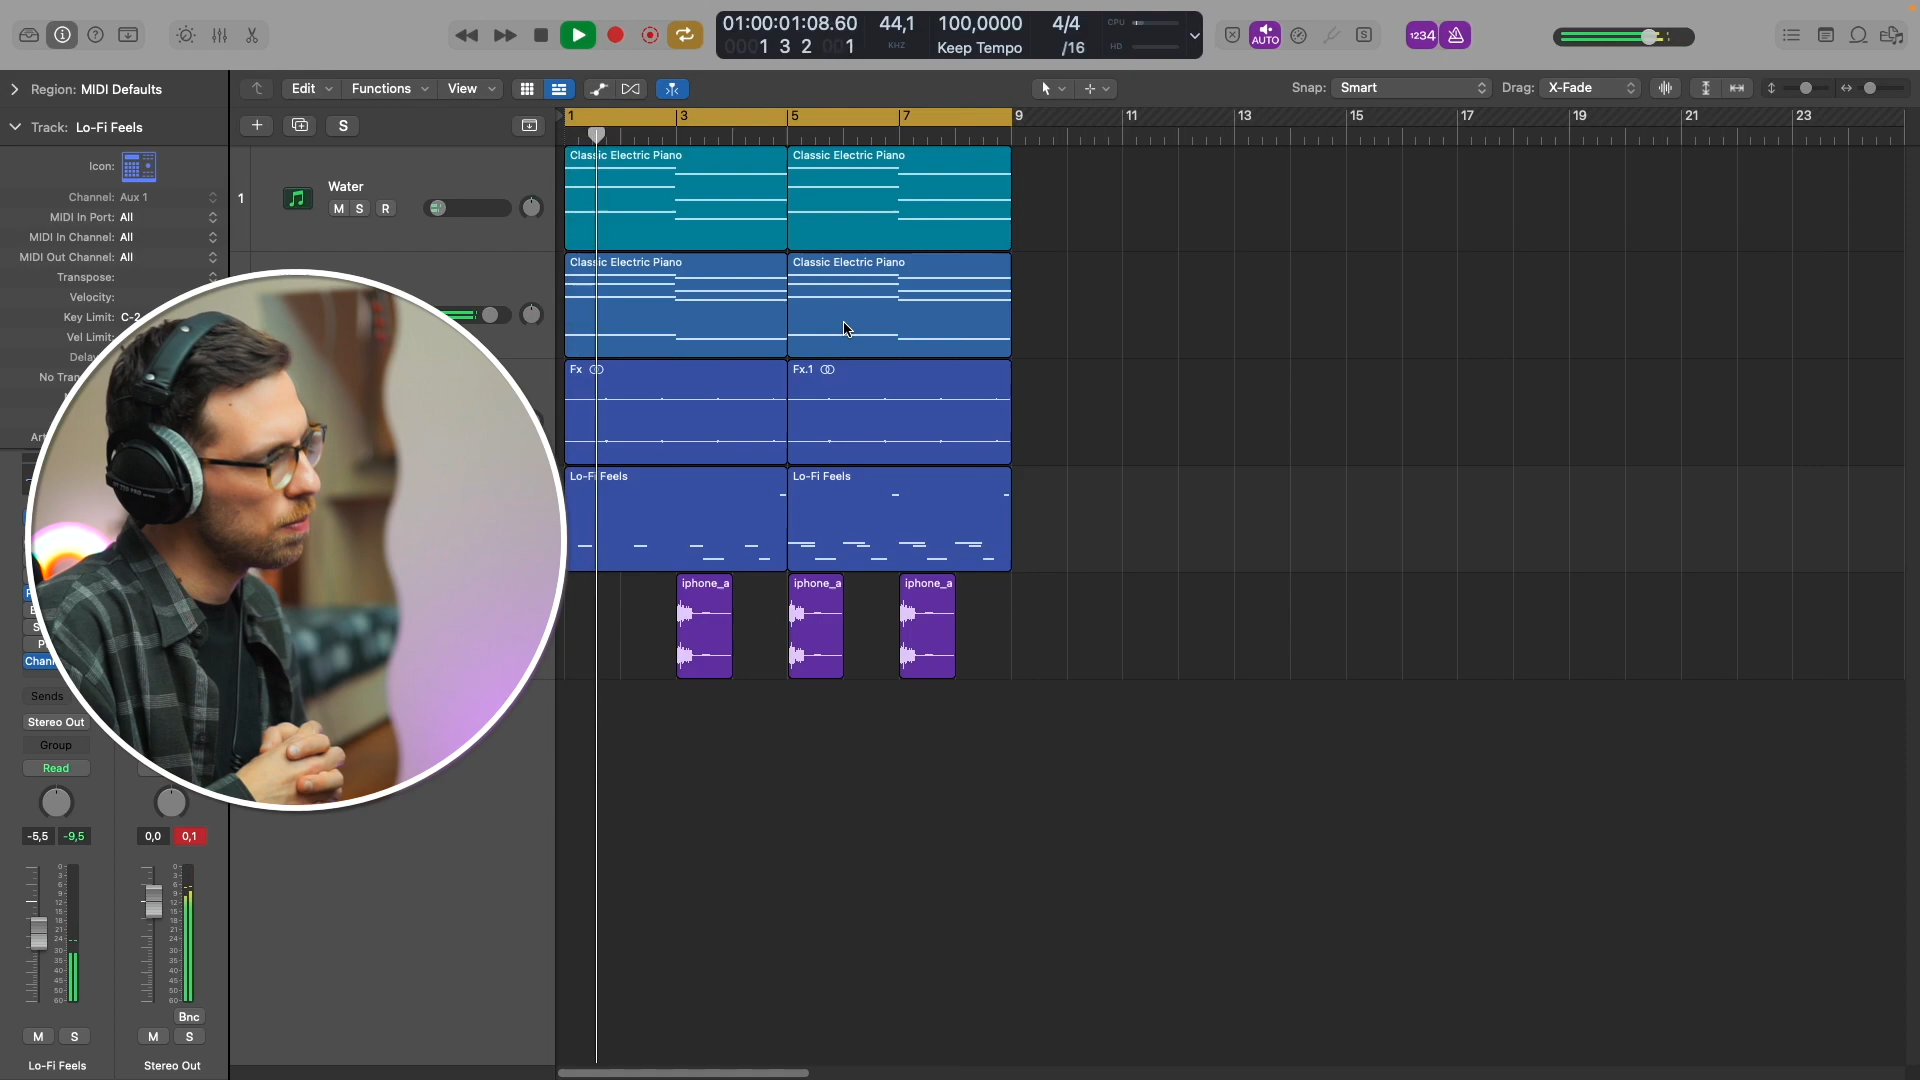 01:00:01:08.60
0001 3 2 001
44,1
KHZ
100,0000
Keep Tempo
4/4
/16
CPU
HD
AUTO
S
1234
Region: MIDI Defaults
Edit
Functions
View
Snap: Smart
Drag: X-Fade
Track: Lo-Fi Feels
S
1
3
5
7
9
11
13
15
17
19
21
23
Icon:
Channel: Aux 1
MIDI In Port: All
MIDI In Channel: All
MIDI Out Channel: All
Transpose:
Velocity:
Key Limit: C-2
Vel Limit:
Dela
No Tran
1
Water
M S R
Classic Electric Piano
Classic Electric Piano
Classic Electric Piano
Classic Electric Piano
Fx
Fx.1
Lo-Fi Feels
Lo-Fi Feels
iphone_a
iphone_a
iphone_a
Sends
Stereo Out
Group
Read
-5,5
-9,5
0,0
0,1
Bnc
M S
M S
Lo-Fi Feels
Stereo Out